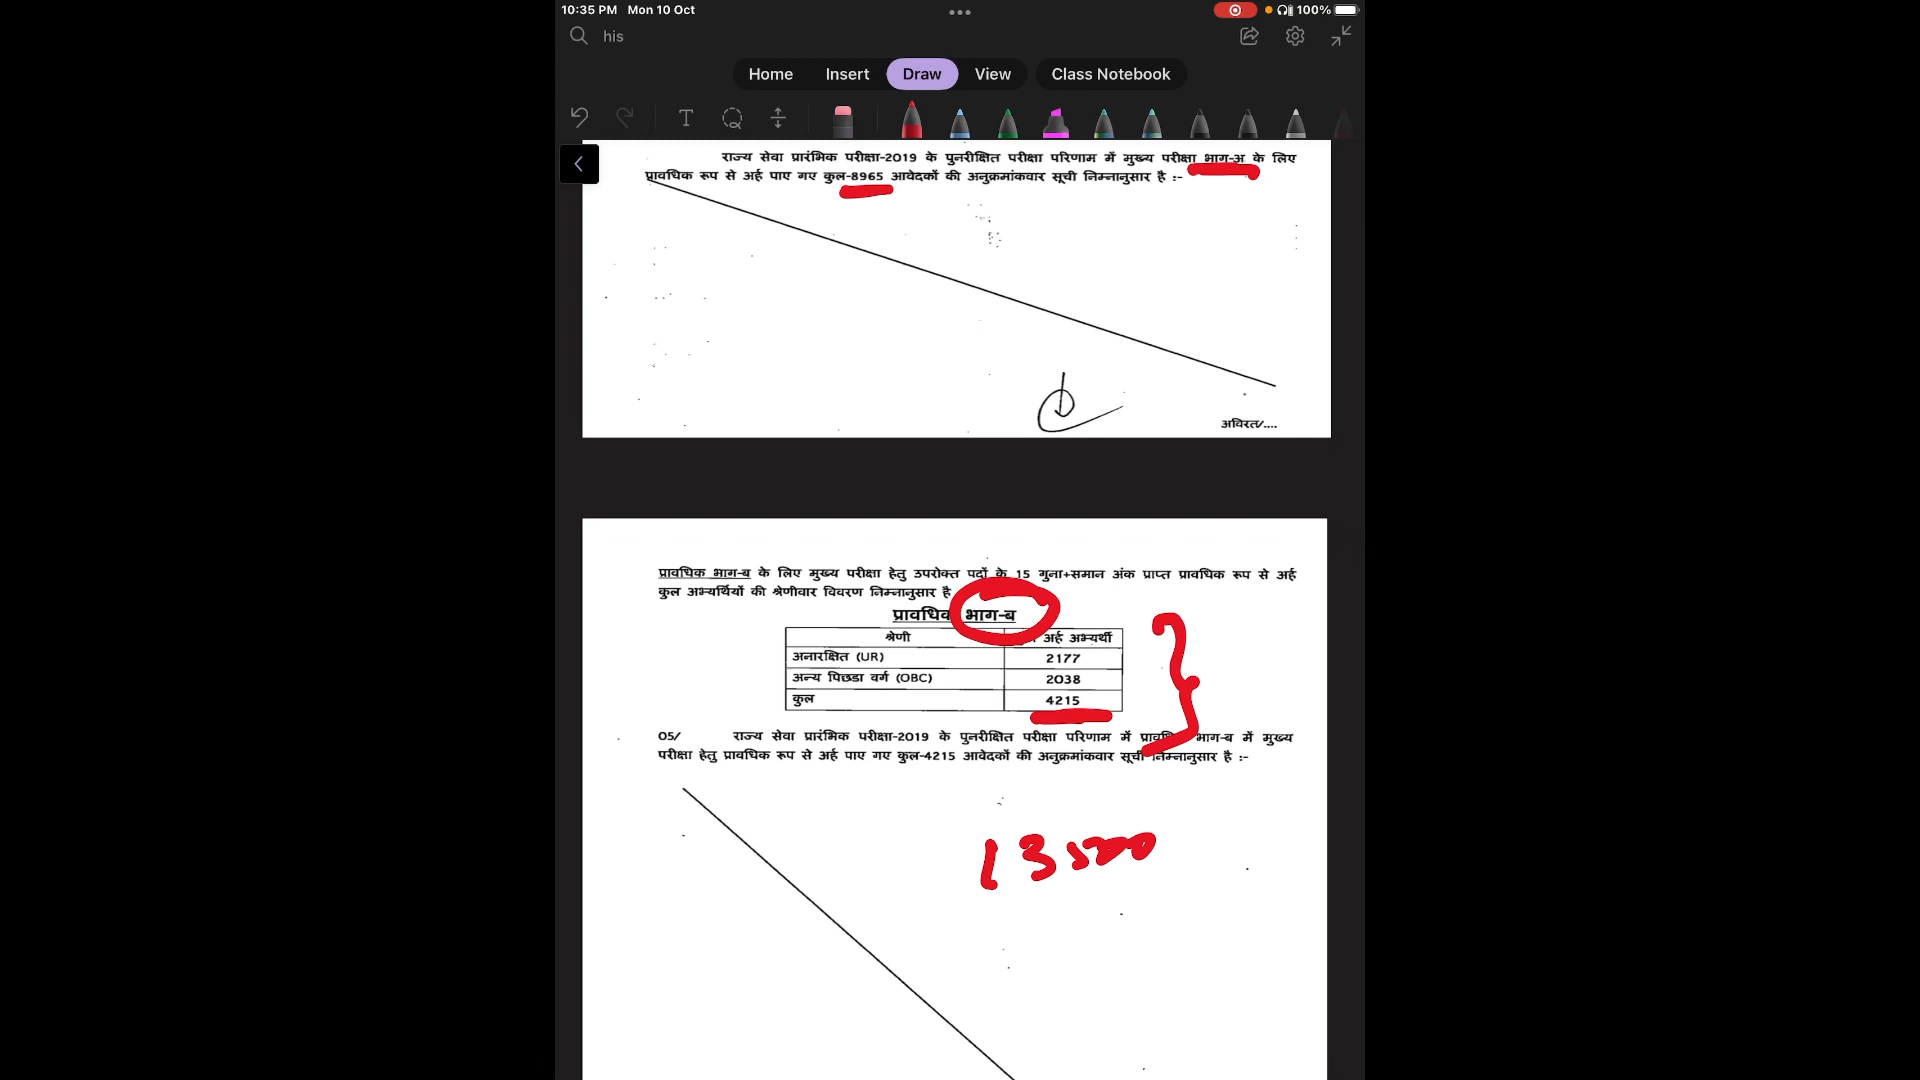 10:35 PM Mon 10 Oct
100%
his
Home Insert Draw View Class Notebook
T
राज्य सेवा प्रारंभिक परीक्षा-2019 के पुनरीक्षित परीक्षा परिणाम में मुख्य परीक्षा भाग-अ के लिए
प्रावधिक रूप से अर्ह पाए गए कुल-8965 आवेदकों की अनुक्रमांकवार सूची निम्नानुसार है :-
अविरत/....
प्रावधिक भाग-ब के लिए मुख्य परीक्षा हेतु उपरोक्त पदों के 15 गुना+समान अंक प्राप्त प्रावधिक रूप से अर्ह
कुल अभ्यर्थियों की श्रेणीवार विवरण निम्नानुसार है
प्रावधिक भाग-ब
श्रेणी अर्ह अभ्यर्थी
अनारक्षित (UR) 2177
अन्य पिछडा वर्ग (OBC) 2038
कुल 4215
05/ राज्य सेवा प्रारंभिक परीक्षा-2019 के पुनरीक्षित परीक्षा परिणाम में प्रावधिक भाग-ब में मुख्य
परीक्षा हेतु प्रावधिक रूप से अर्ह पाए गए कुल-4215 आवेदकों की अनुक्रमांकवार सूची निम्नानुसार है :-